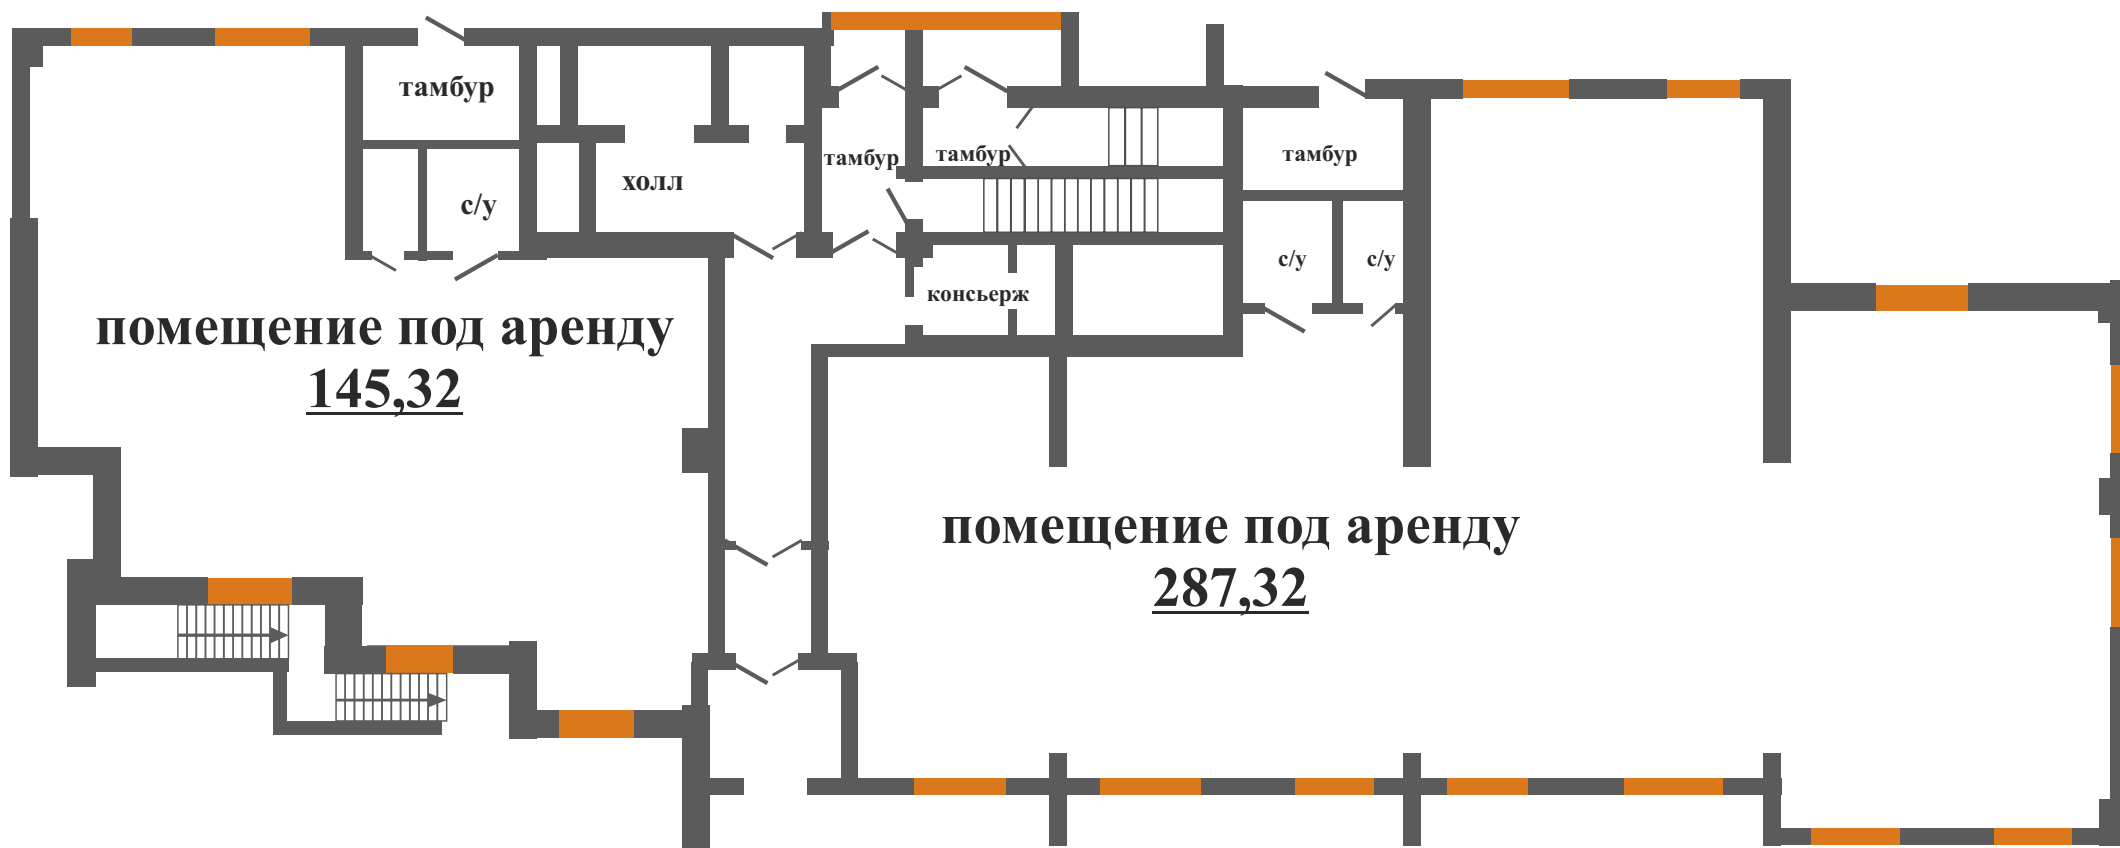 тамбур
с/у
холл
тамбур
тамбур
тамбур
с/у
с/у
консьерж
помещение под аренду
145,32
помещение под аренду
287,32